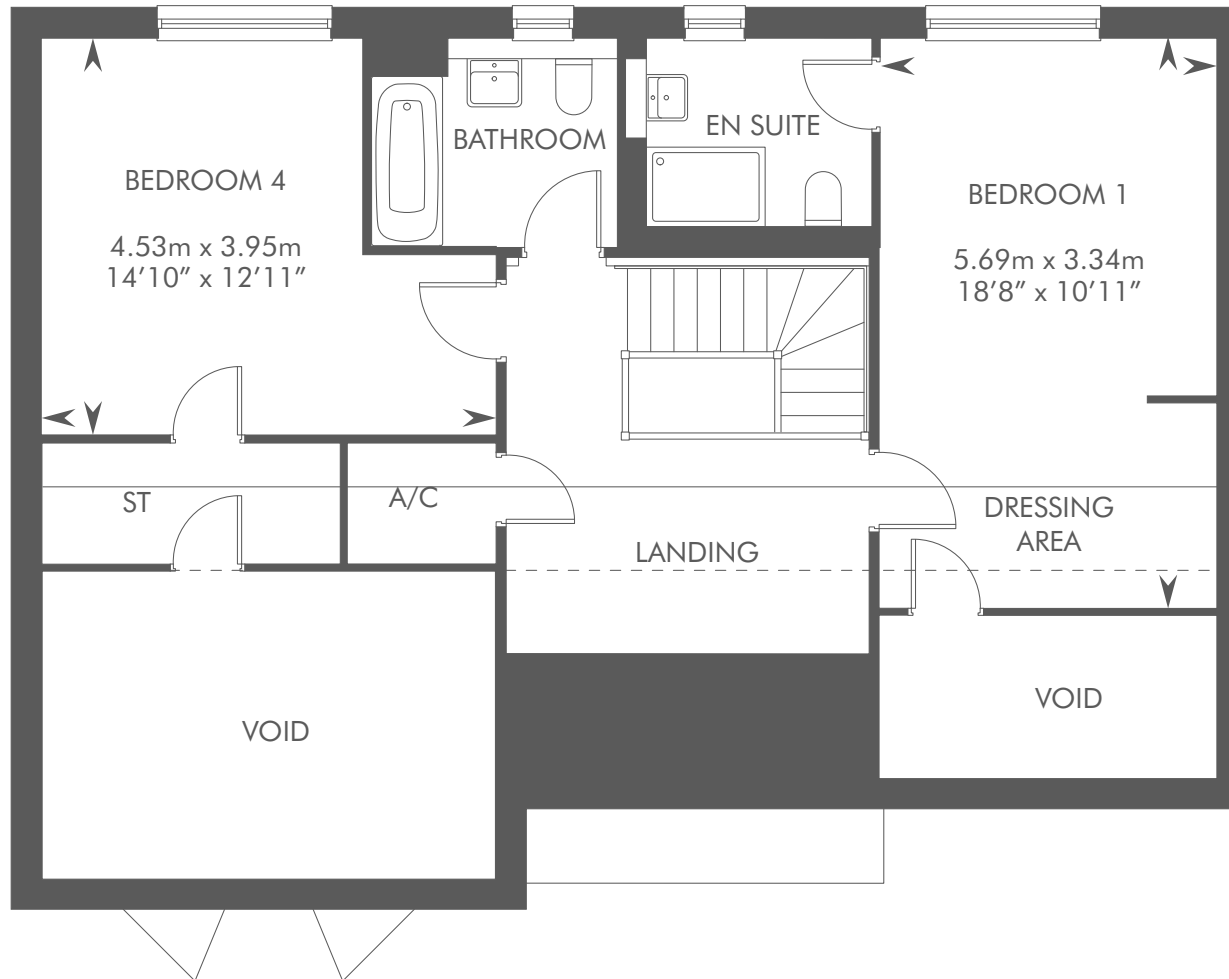 BATHROOM
EN SUITE
BEDROOM 4
4.53m x 3.95m
14’10” x 12’11”
BEDROOM 1
5.69m x 3.34m
18’8” x 10’11”
ST
A/C
LANDING
DRESSING
AREA
VOID
VOID